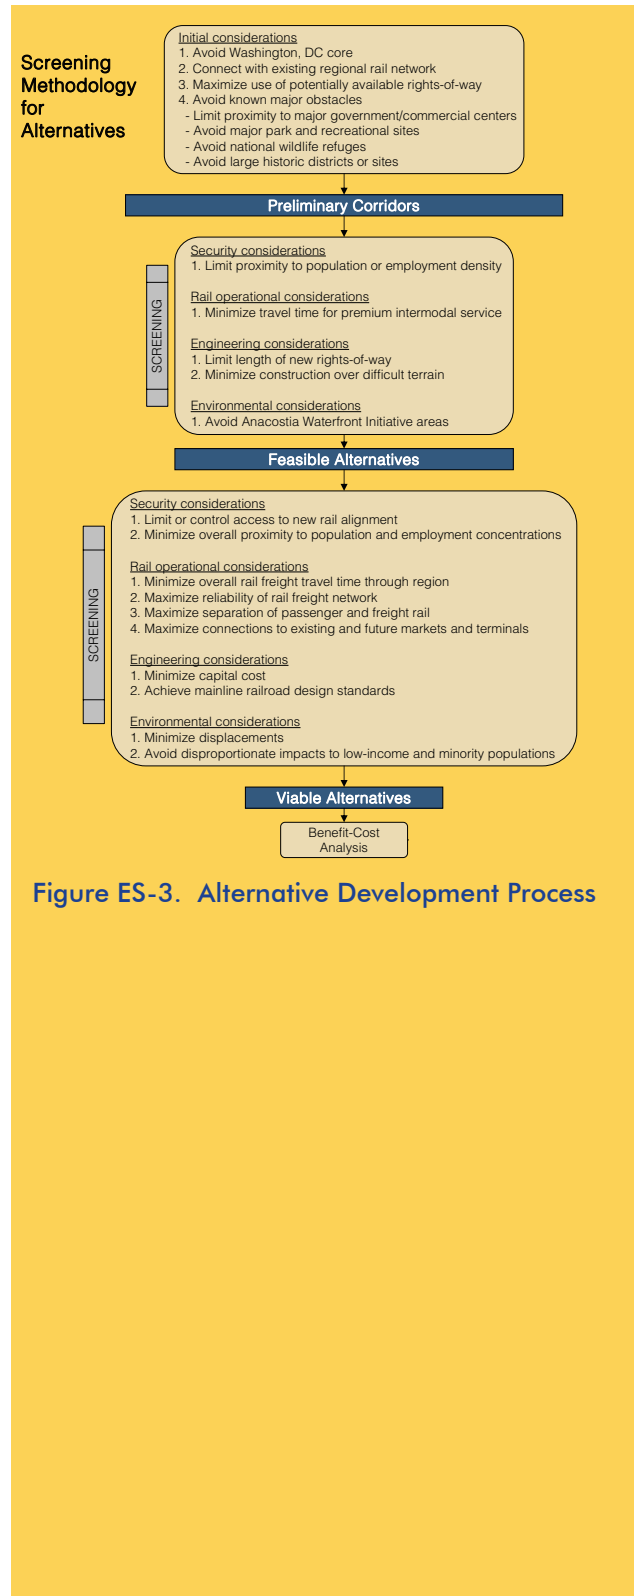 Screening
Methodology
for
Alternatives
Initial considerations
1. Avoid Washington, DC core
2. Connect with existing regional rail network
3. Maximize use of potentially available rights-of-way
4. Avoid known major obstacles
- Limit proximity to major government/commercial centers
- Avoid major park and recreational sites
- Avoid national wildlife refuges
- Avoid large historic districts or sites
Preliminary Corridors
SCREENING
Security considerations
1. Limit proximity to population or employment density
Rail operational considerations
1. Minimize travel time for premium intermodal service
Engineering considerations
1. Limit length of new rights-of-way
2. Minimize construction over difficult terrain
Environmental considerations
1. Avoid Anacostia Waterfront Initiative areas
Feasible Alternatives
SCREENING
Security considerations
1. Limit or control access to new rail alignment
2. Minimize overall proximity to population and employment concentrations
Rail operational considerations
1. Minimize overall rail freight travel time through region
2. Maximize reliability of rail freight network
3. Maximize separation of passenger and freight rail
4. Maximize connections to existing and future markets and terminals
Engineering considerations
1. Minimize capital cost
2. Achieve mainline railroad design standards
Environmental considerations
1. Minimize displacements
2. Avoid disproportionate impacts to low-income and minority populations
Viable Alternatives
Benefit-Cost
Analysis
Figure ES-3. Alternative Development Process